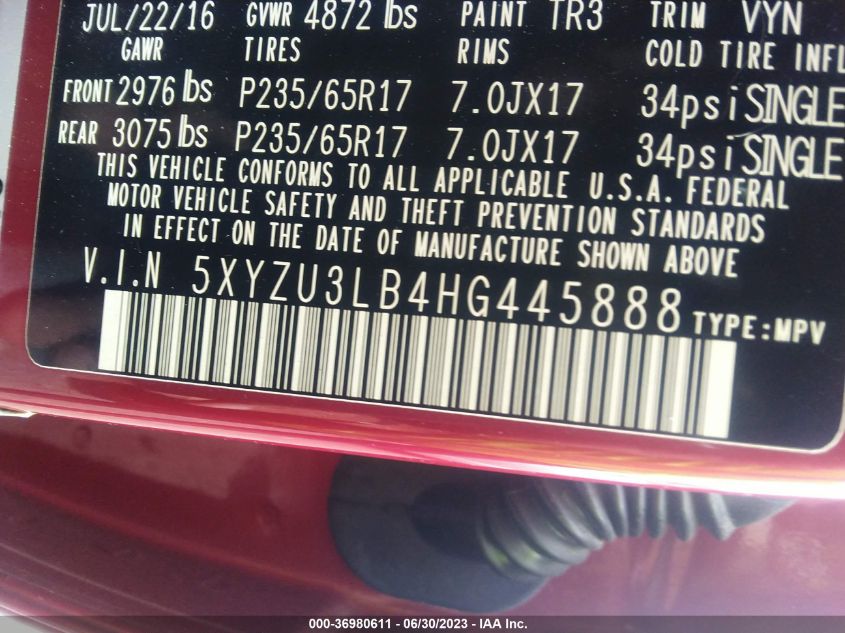 JUL/22/16 GVWR 4872 lbs PAINT TR3 TRIM VYN
GAWR TIRES RIMS COLD TIRE INFL
FRONT 2976 lbs P235/65R17 7.0JX17 34psi SINGLE
REAR 3075 lbs P235/65R17 7.0JX17 34psi SINGLE
THIS VEHICLE CONFORMS TO ALL APPLICABLE U.S.A. FEDERAL
MOTOR VEHICLE SAFETY AND THEFT PREVENTION STANDARDS
IN EFFECT ON THE DATE OF MANUFACTURE SHOWN ABOVE
V.I.N 5XYZU3LB4HG445888 TYPE:MPV
000-36980611 - 06/30/2023 - IAA Inc.